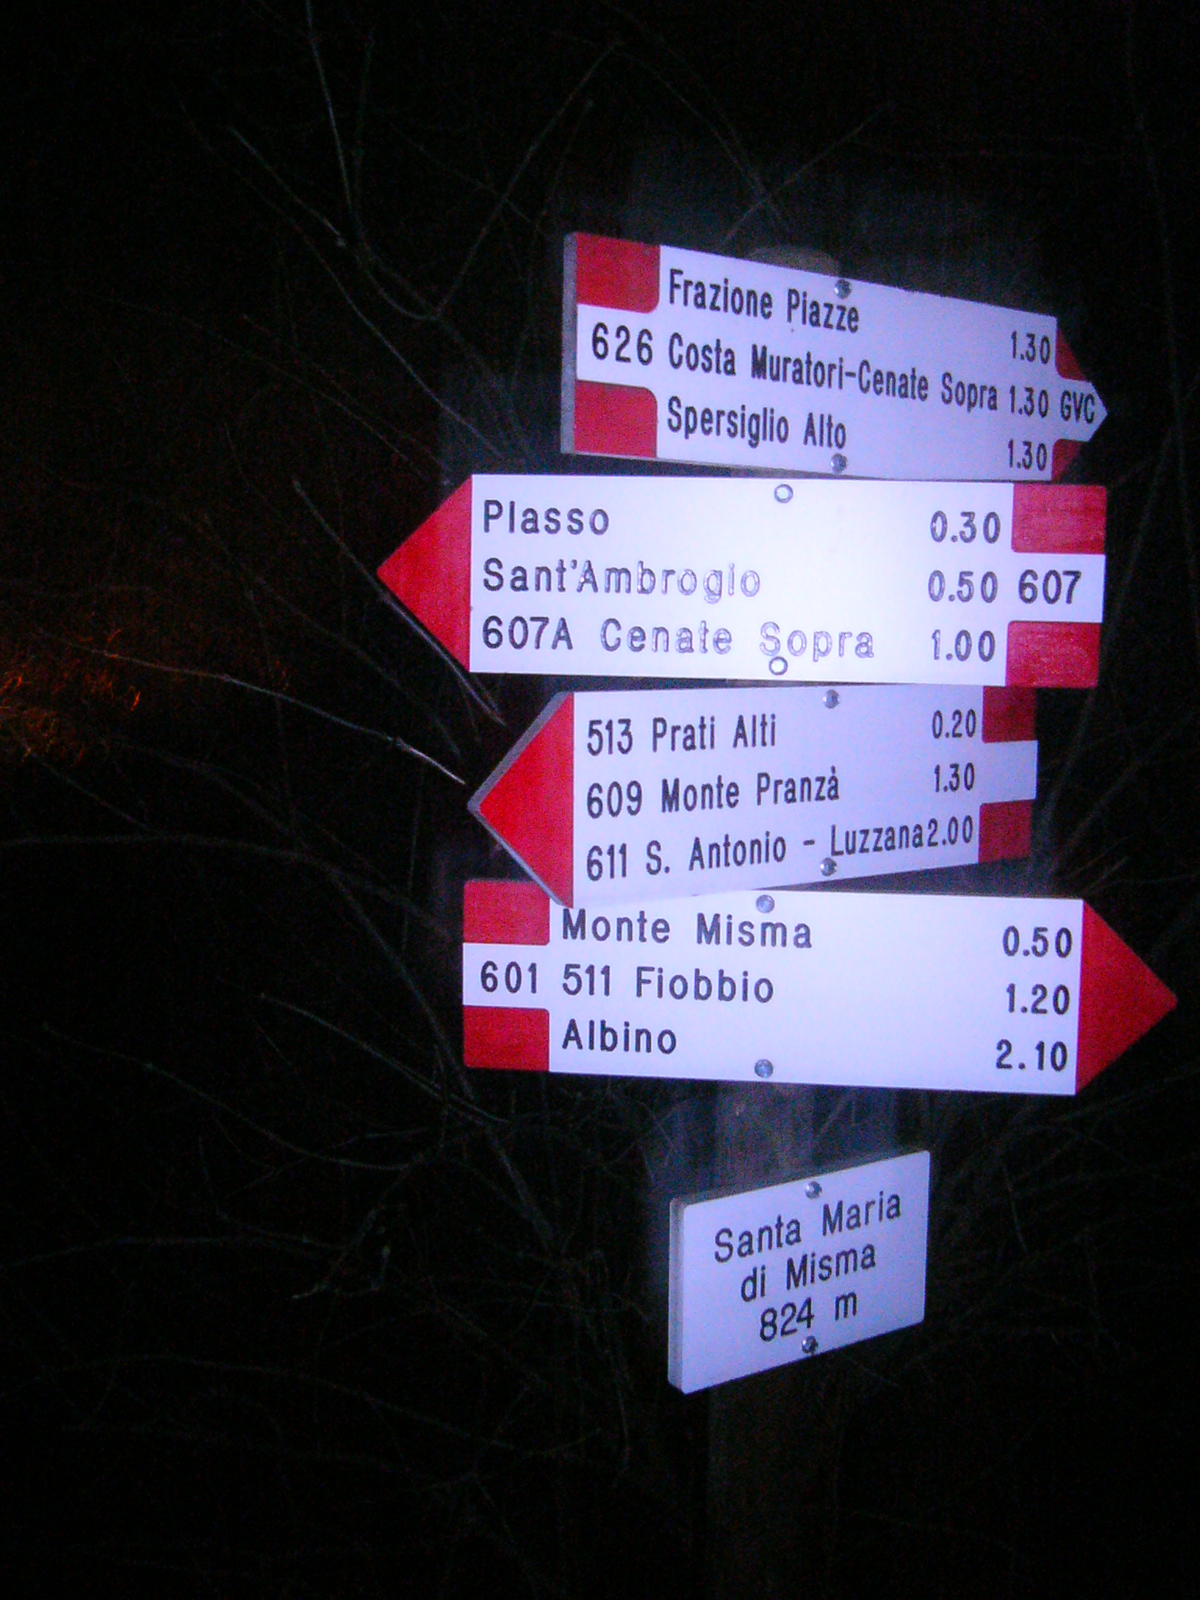 Frazione Piazze 1.30
626 Costa Muratori-Cenate Sopra 1.30 GVC
Spersiglio Alto 1.30
Plasso 0.30
Sant'Ambrogio 0.50 607
607A Cenate Sopra 1.00
513 Prati Alti 0.20
609 Monte Pranzà 1.30
611 S. Antonio - Luzzana 2.00
Monte Misma 0.50
601 511 Fiobbio 1.20
Albino 2.10
Santa Maria
di Misma
824 m